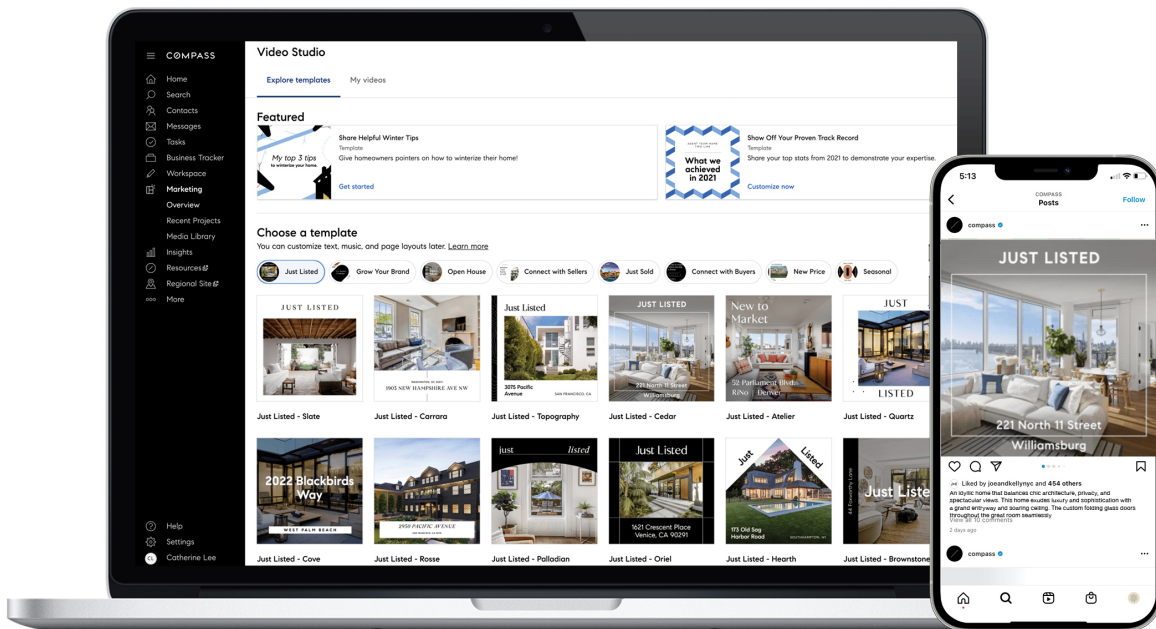 COMPASS
Home
Search
Contacts
Messages
Tasks
Business Tracker
Workspace
Marketing
Overview
Recent Projects
Media Library
Insights
Resources
Regional Site
More
Help
Settings
CL
Catherine Lee
Video Studio
Explore templates
My videos
Featured
My top 3 tips
to winterize your home.
Share Helpful Winter Tips
Template
Give homeowners pointers on how to winterize their home!
Get started
What we
achieved
in 2021
Show Off Your Proven Track Record
Template
Share your top stats from 2021 to demonstrate your expertise.
Customize now
Choose a template
You can customize text, music, and page layouts later. Learn more
Just Listed
Grow Your Brand
Open House
Connect with Sellers
Just Sold
Connect with Buyers
New Price
Seasonal
JUST LISTED
Just Listed - Slate
1903 NEW HAMPSHIRE AVE NW
Just Listed - Carrara
Just Listed
3075 Pacific
Avenue
SAN FRANCISCO, CA
Just Listed - Topography
JUST LISTED
221 North 11 Street
Williamsburg
Just Listed - Cedar
New to
Market
52 Parliament Blvd.
RiNo | Denver
Just Listed - Atelier
JUST
LISTED
Just Listed - Quartz
2022 Blackbirds
Way
WEST PALM BEACH
Just Listed - Cove
2950 PACIFIC AVENUE
Just Listed - Rosse
just listed
Just Listed - Palladian
Just Listed
1621 Crescent Place
Venice, CA 90291
Just Listed - Oriel
Just Listed
173 Old Sag
Harbor Road
SOUTHAMPTON, NY
Just Listed - Hearth
44 Foxworthy Lane
Just Liste
Just Listed - Brownstone
5:13
COMPASS
Posts
Follow
compass
JUST LISTED
221 North 11 Street
Williamsburg
Liked by joeandkellynyc and 454 others
An idyllic home that balances chic architecture, privacy, and
spectacular views. This home exudes luxury and sophistication with
a grand entryway and soaring ceiling. The custom folding glass doors
throughout the great room seamlessly
View all 10 comments
2 days ago
compass